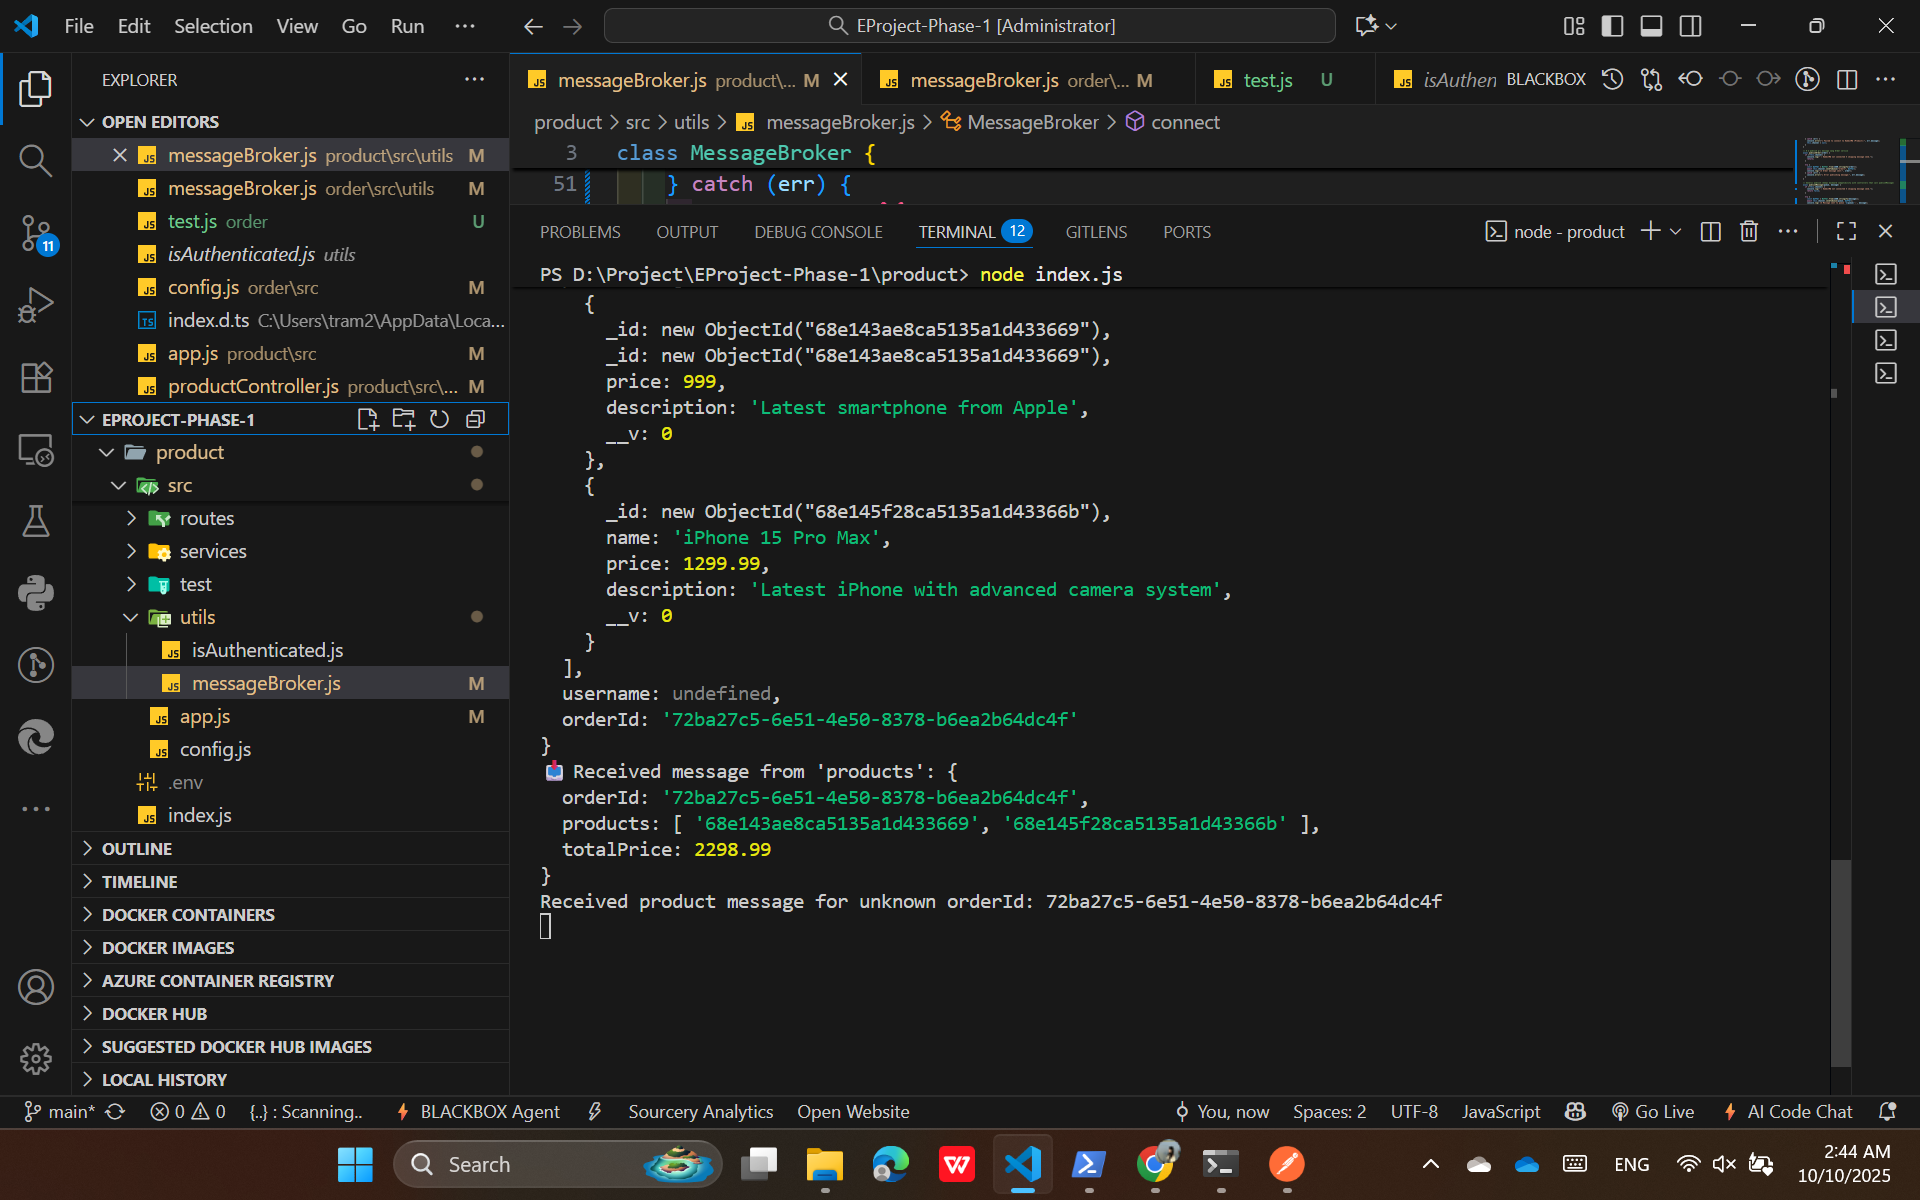 File Edit Selection View Go Run ···
EProject-Phase-1 [Administrator]
EXPLORER
OPEN EDITORS
messageBroker.js product\src\utils M
messageBroker.js order\src\utils M
test.js order U
isAuthenticated.js utils
config.js order\src M
TS index.d.ts C:\Users\tram2\AppData\Loca...
app.js product\src M
productController.js product\src\... M
EPROJECT-PHASE-1
product
src
routes
services
test
utils
isAuthenticated.js
messageBroker.js M
app.js M
config.js
.env
index.js
OUTLINE
TIMELINE
DOCKER CONTAINERS
DOCKER IMAGES
AZURE CONTAINER REGISTRY
DOCKER HUB
SUGGESTED DOCKER HUB IMAGES
LOCAL HISTORY
11
messageBroker.js product\... M
messageBroker.js order\... M
test.js U
isAuthen BLACKBOX
product > src > utils > messageBroker.js > MessageBroker > connect
3 class MessageBroker {
51 } catch (err) {
PROBLEMS OUTPUT DEBUG CONSOLE TERMINAL 12 GITLENS PORTS
node - product
PS D:\Project\EProject-Phase-1\product> node index.js
{
_id: new ObjectId("68e143ae8ca5135a1d433669"),
_id: new ObjectId("68e143ae8ca5135a1d433669"),
price: 999,
description: 'Latest smartphone from Apple',
__v: 0
},
{
_id: new ObjectId("68e145f28ca5135a1d43366b"),
name: 'iPhone 15 Pro Max',
price: 1299.99,
description: 'Latest iPhone with advanced camera system',
__v: 0
}
],
username: undefined,
orderId: '72ba27c5-6e51-4e50-8378-b6ea2b64dc4f'
}
📥 Received message from 'products': {
orderId: '72ba27c5-6e51-4e50-8378-b6ea2b64dc4f',
products: [ '68e143ae8ca5135a1d433669', '68e145f28ca5135a1d43366b' ],
totalPrice: 2298.99
}
Received product message for unknown orderId: 72ba27c5-6e51-4e50-8378-b6ea2b64dc4f
main* 0 0 {..} : Scanning.. BLACKBOX Agent Sourcery Analytics Open Website You, now Spaces: 2 UTF-8 JavaScript Go Live AI Code Chat
Search
ENG
2:44 AM
10/10/2025